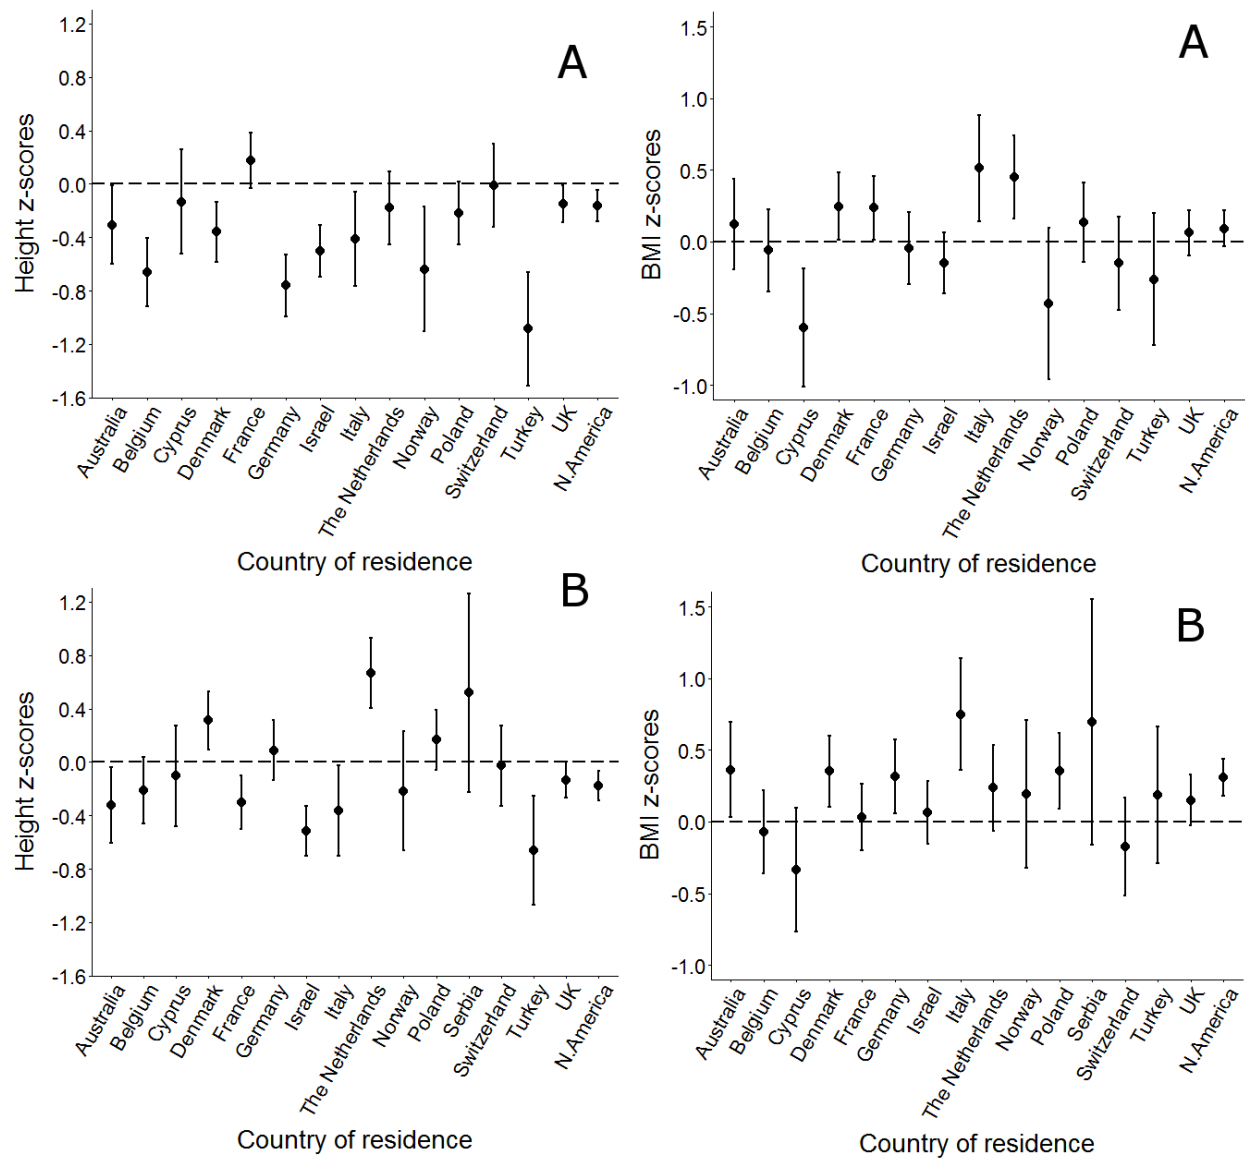 A
Height z-scores
1.2
0.8
0.4
0.0
-0.4
-0.8
-1.2
-1.6
Australia
Belgium
Cyprus
Denmark
France
Germany
Israel
Italy
The Netherlands
Norway
Poland
Switzerland
Turkey
UK
N.America
Country of residence
A
BMI z-scores
1.5
1.0
0.5
0.0
-0.5
-1.0
Australia
Belgium
Cyprus
Denmark
France
Germany
Israel
Italy
The Netherlands
Norway
Poland
Switzerland
Turkey
UK
N.America
Country of residence
B
Height z-scores
1.2
0.8
0.4
0.0
-0.4
-0.8
-1.2
-1.6
Australia
Belgium
Cyprus
Denmark
France
Germany
Israel
Italy
The Netherlands
Norway
Poland
Serbia
Switzerland
Turkey
UK
N.America
Country of residence
B
BMI z-scores
1.5
1.0
0.5
0.0
-0.5
-1.0
Australia
Belgium
Cyprus
Denmark
France
Germany
Israel
Italy
The Netherlands
Norway
Poland
Serbia
Switzerland
Turkey
UK
N.America
Country of residence